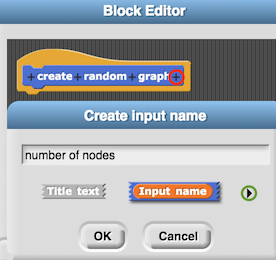 Block Editor
+ create random graph +
Create input name
number of nodes
Title text Input name
OK Cancel